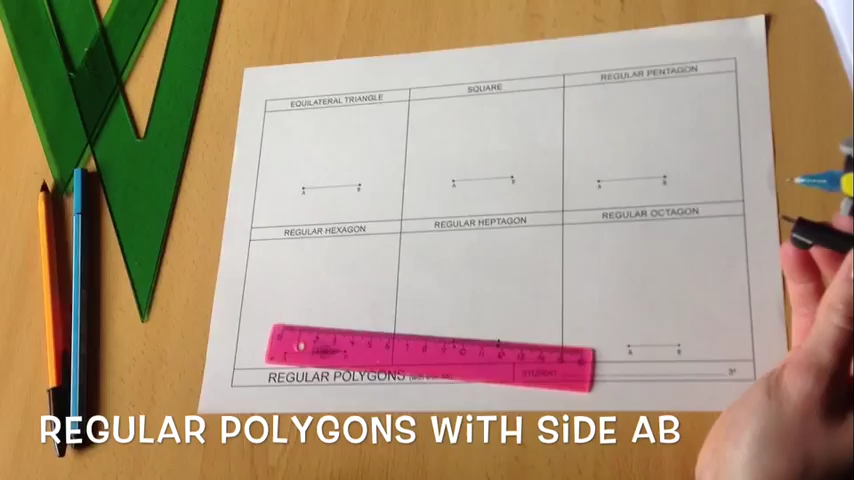 EQUILATERAL TRIANGLE
SQUARE
REGULAR PENTAGON
A B
A B
A B
REGULAR HEXAGON
REGULAR HEPTAGON
REGULAR OCTAGON
A B
REGULAR POLYGONS
STUDENT
3º
REGULAR POLYGONS WITH SIDE AB